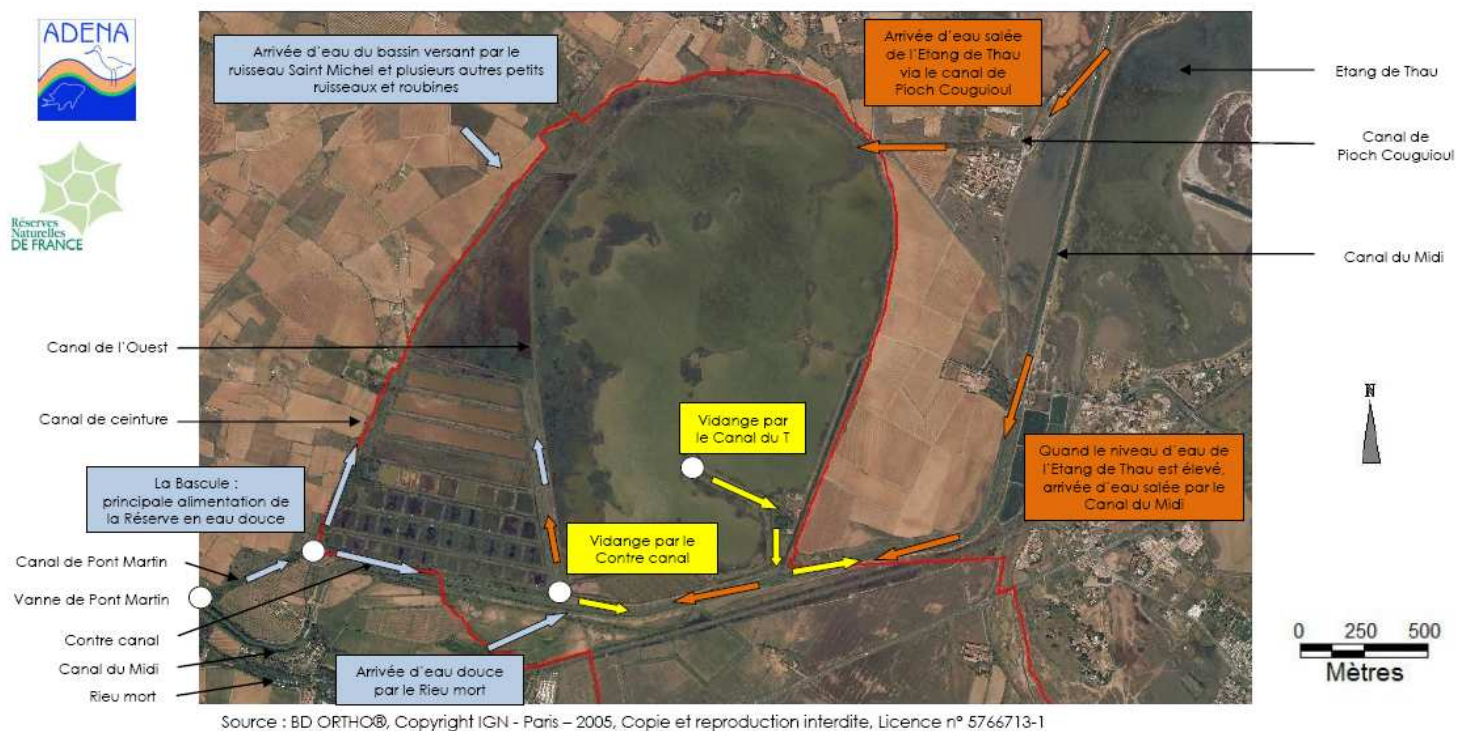 ADENA
Réserves
Naturelles
DE FRANCE
Arrivée d'eau du bassin versant par le
ruisseau Saint Michel et plusieurs autres petits
ruisseaux et roubines
Arrivée d'eau salée
de l'Etang de Thau
via le canal de
Pioch Couguioul
Etang de Thau
Canal de
Pioch Couguioul
Canal du Midi
Canal de l'Ouest
Canal de ceinture
La Bascule :
principale alimentation de
la Réserve en eau douce
Vidange par
le Canal du T
Quand le niveau d'eau de
l'Etang de Thau est élevé,
arrivée d'eau salée par le
Canal du Midi
Vidange par le
Contre canal
Canal de Pont Martin
Vanne de Pont Martin
Contre canal
Canal du Midi
Rieu mort
Arrivée d'eau douce
par le Rieu mort
N
0 250 500
Mètres
Source : BD ORTHO®, Copyright IGN - Paris – 2005, Copie et reproduction interdite, Licence n° 5766713-1